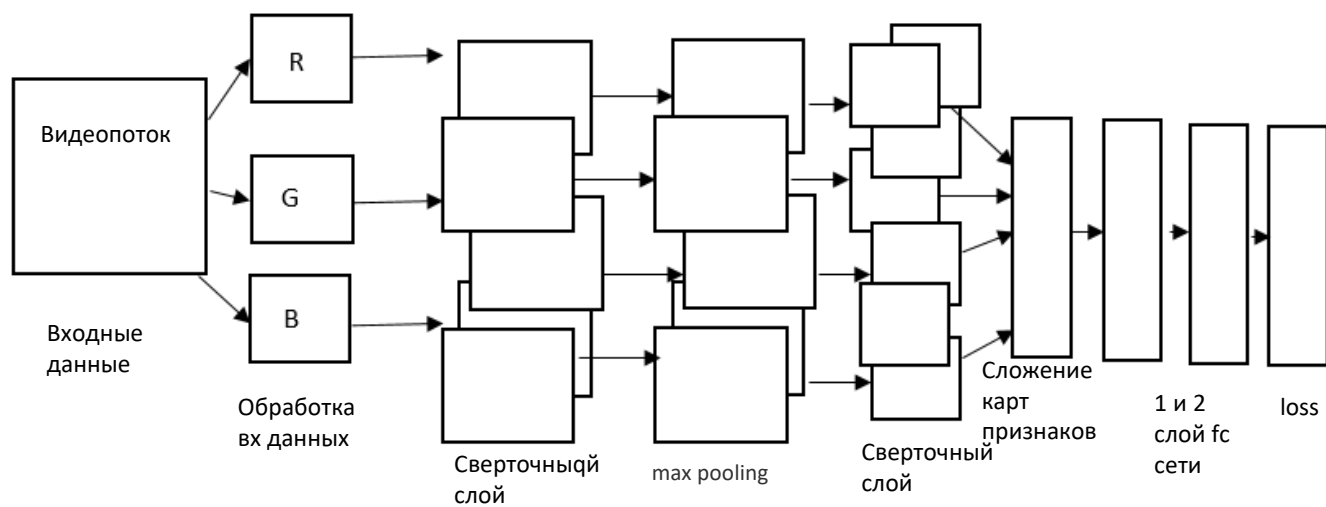 Видеопоток
R
G
B
Входные
данные
Обработка
вх данных
Сверточныqй
слой
max pooling
Сверточный
слой
Сложение
карт
признаков
1 и 2
слой fc
сети
loss